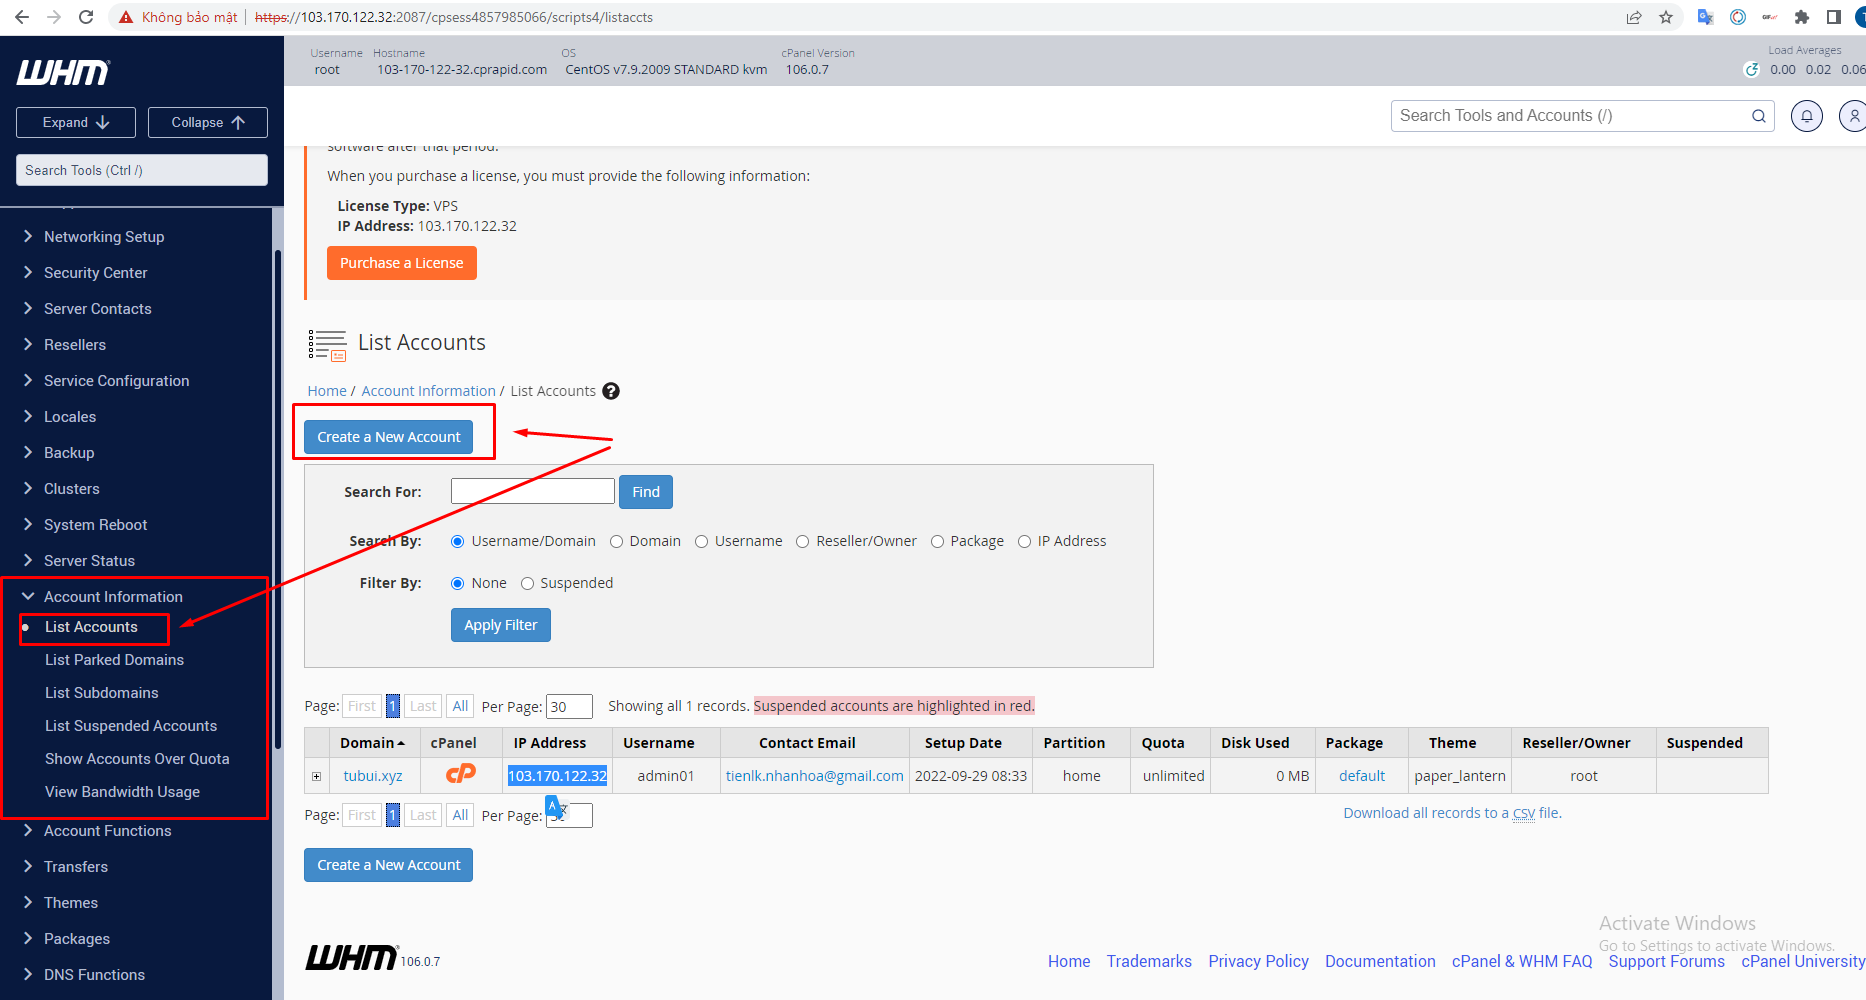 Không bảo mật https://103.170.122.32:2087/cpsess4857985066/scripts4/listaccts
WHM
Expand Collapse
Search Tools (Ctrl /)
Networking Setup
Security Center
Server Contacts
Resellers
Service Configuration
Locales
Backup
Clusters
System Reboot
Server Status
Account Information
List Accounts
List Parked Domains
List Subdomains
List Suspended Accounts
Show Accounts Over Quota
View Bandwidth Usage
Account Functions
Transfers
Themes
Packages
DNS Functions
Username Hostname OS cPanel Version Load Averages
root 103-170-122-32.cprapid.com CentOS v7.9.2009 STANDARD kvm 106.0.7 0.00 0.02 0.06
Search Tools and Accounts (/)
software after that period.
When you purchase a license, you must provide the following information:
License Type: VPS
IP Address: 103.170.122.32
Purchase a License
List Accounts
Home / Account Information / List Accounts ?
Create a New Account
Search For: Find
Search By: Username/Domain Domain Username Reseller/Owner Package IP Address
Filter By: None Suspended
Apply Filter
Page: First 1 Last All Per Page: 30 Showing all 1 records. Suspended accounts are highlighted in red.
Domain cPanel IP Address Username Contact Email Setup Date Partition Quota Disk Used Package Theme Reseller/Owner Suspended
tubui.xyz cP 103.170.122.32 admin01 tienlk.nhanhoa@gmail.com 2022-09-29 08:33 home unlimited 0 MB default paper_lantern root
Page: First 1 Last All Per Page: Download all records to a CSV file.
Create a New Account
Activate Windows
Go to Settings to activate Windows.
WHM 106.0.7 Home Trademarks Privacy Policy Documentation cPanel & WHM FAQ Support Forums cPanel University